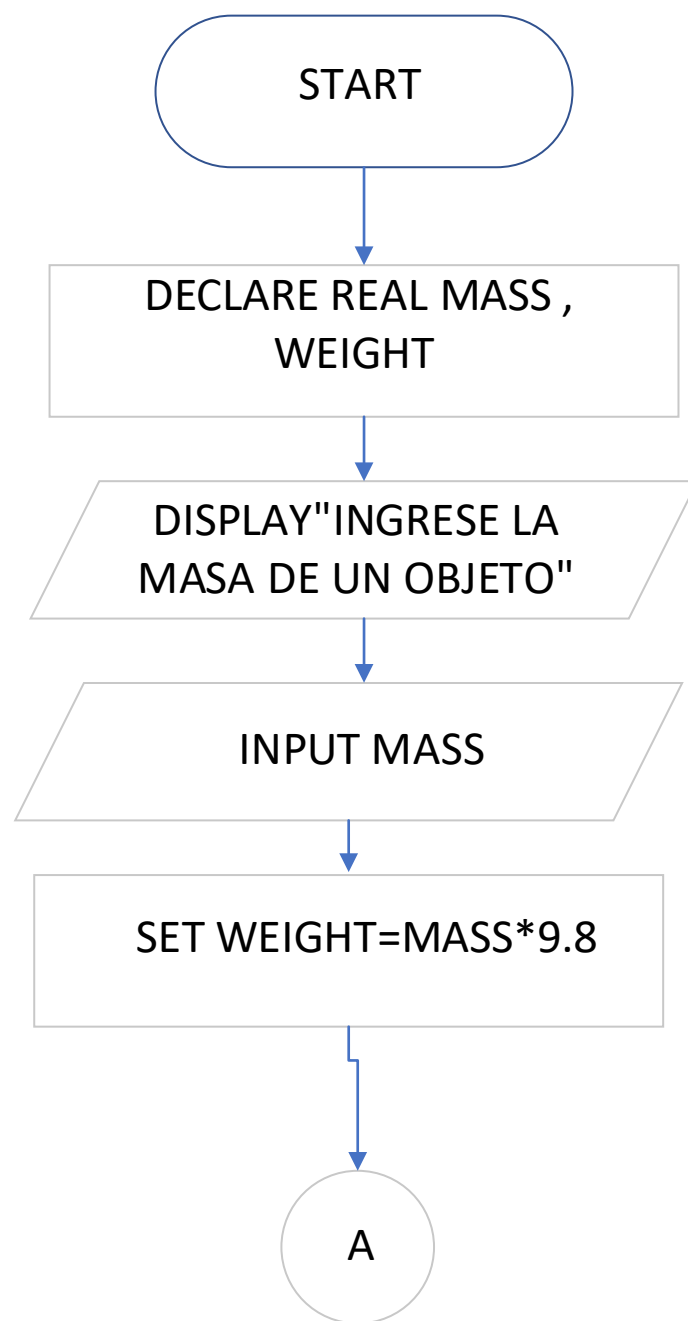 START
DECLARE REAL MASS ,
WEIGHT
DISPLAY"INGRESE LA
MASA DE UN OBJETO"
INPUT MASS
SET WEIGHT=MASS*9.8
A